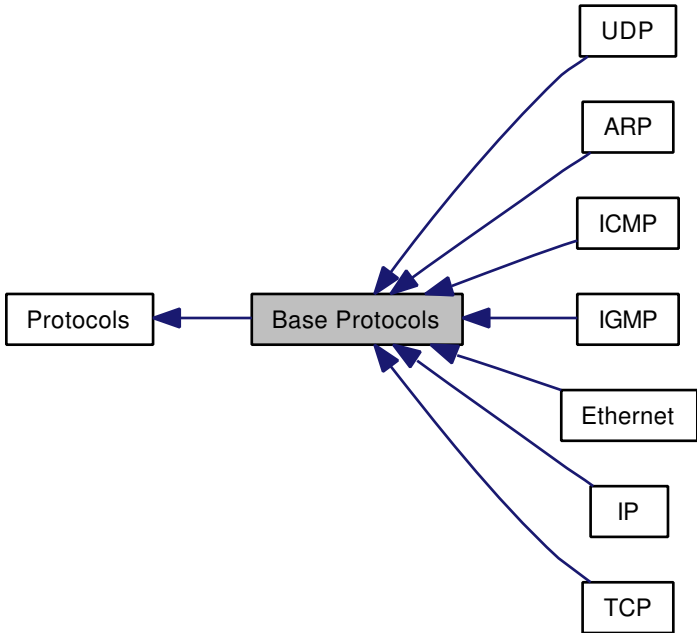 UDP
ARP
ICMP
Protocols
Base Protocols
IGMP
Ethernet
IP
TCP